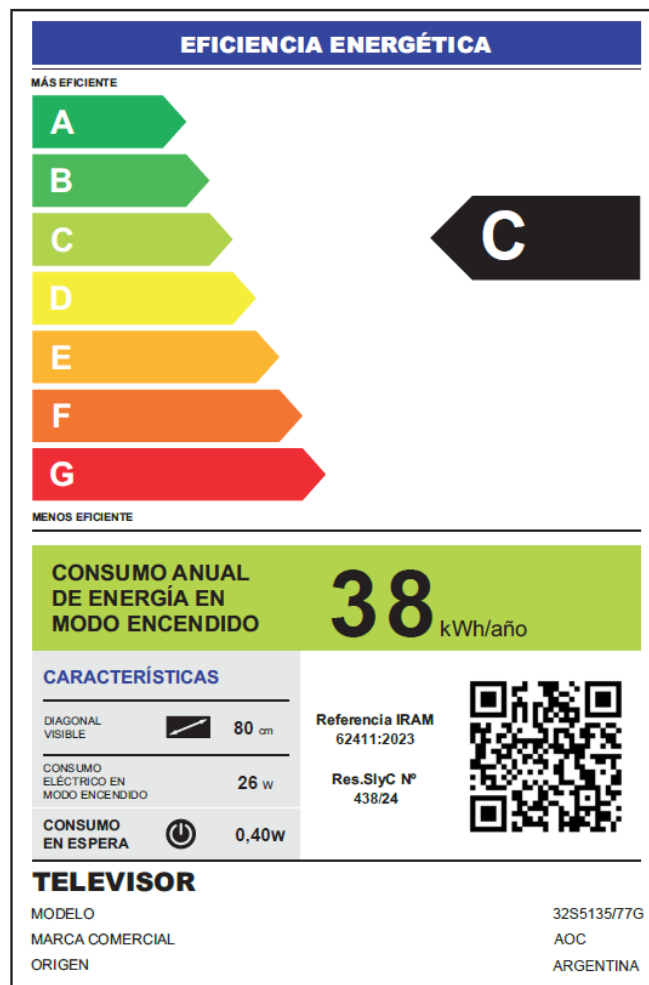 EFICIENCIA ENERGÉTICA
MÁS EFICIENTE
A
B
C
C
D
E
F
G
MENOS EFICIENTE
CONSUMO ANUAL
DE ENERGÍA EN
MODO ENCENDIDO
38 kWh/año
CARACTERÍSTICAS
DIAGONAL
VISIBLE
80 cm
CONSUMO
ELÉCTRICO EN
MODO ENCENDIDO
26 w
CONSUMO
EN ESPERA
0,40w
Referencia IRAM
62411:2023
Res.SIyC Nº
438/24
TELEVISOR
MODELO 32S5135/77G
MARCA COMERCIAL AOC
ORIGEN ARGENTINA